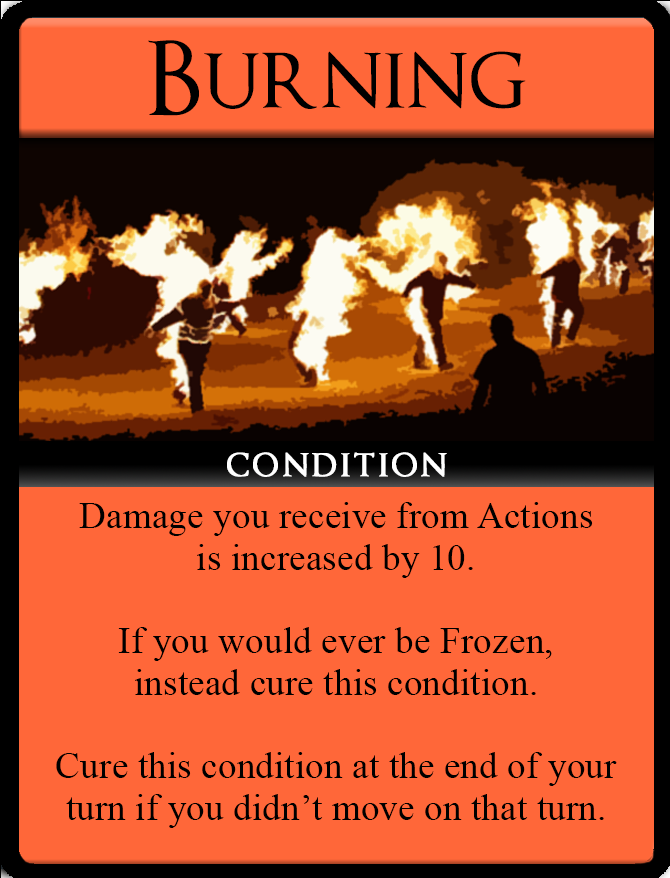 BURNING
CONDITION
Damage you receive from Actions
is increased by 10.
If you would ever be Frozen,
instead cure this condition.
Cure this condition at the end of your
turn if you didn’t move on that turn.